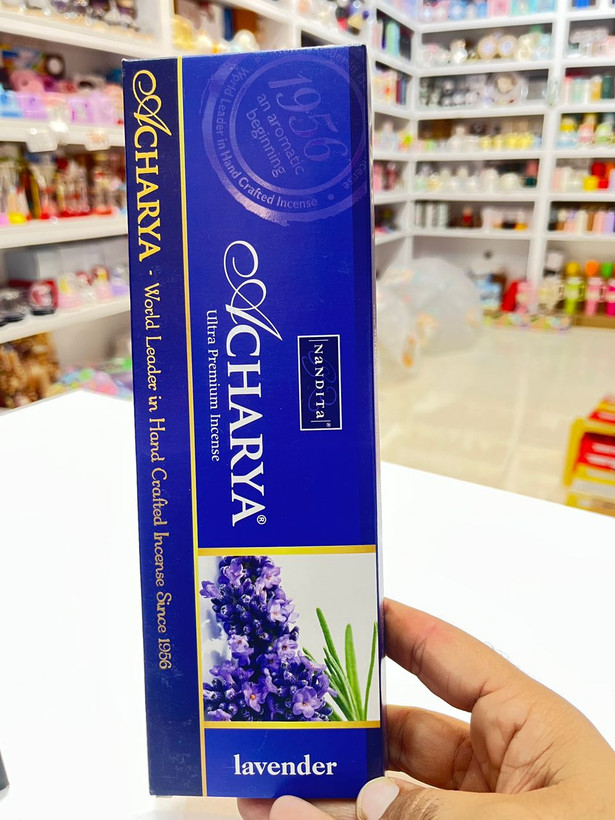 ACHARYA - World Leader in Hand Crafted Incense Since 1956
World Leader in Hand Crafted Incense
1956
an aromatic
beginning
NANDITA®
ACHARYA®
Ultra Premium Incense
lavender